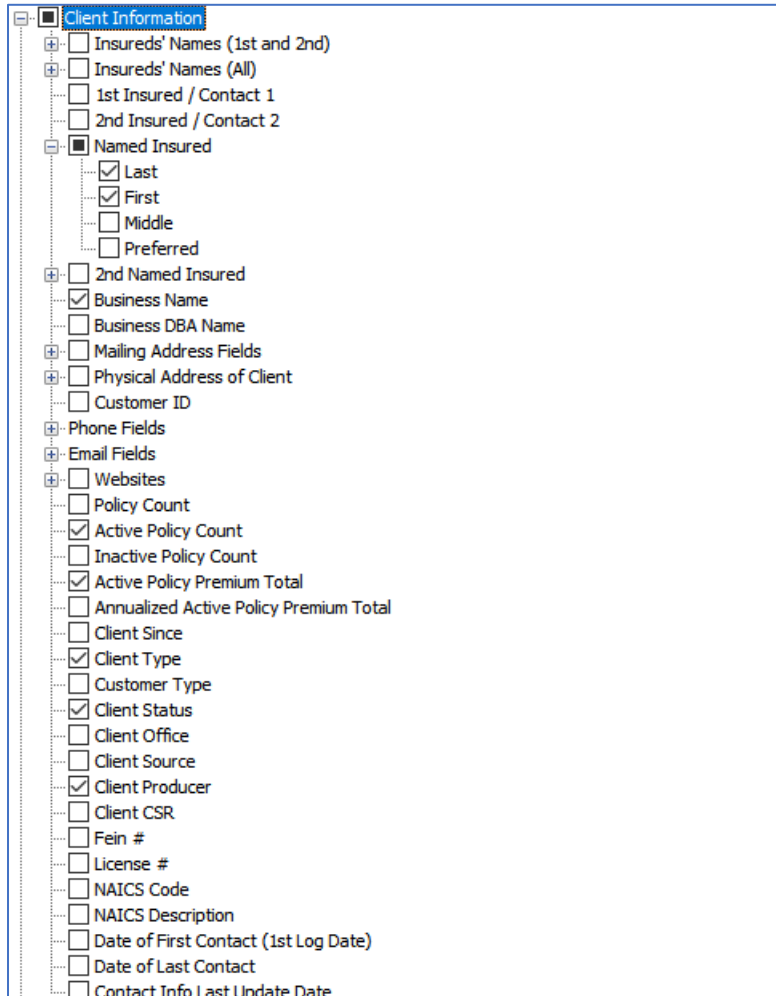 Client Information
Insureds' Names (1st and 2nd)
Insureds' Names (All)
1st Insured / Contact 1
2nd Insured / Contact 2
Named Insured
Last
First
Middle
Preferred
2nd Named Insured
Business Name
Business DBA Name
Mailing Address Fields
Physical Address of Client
Customer ID
Phone Fields
Email Fields
Websites
Policy Count
Active Policy Count
Inactive Policy Count
Active Policy Premium Total
Annualized Active Policy Premium Total
Client Since
Client Type
Customer Type
Client Status
Client Office
Client Source
Client Producer
Client CSR
Fein #
License #
NAICS Code
NAICS Description
Date of First Contact (1st Log Date)
Date of Last Contact
Contact Info Last Update Date